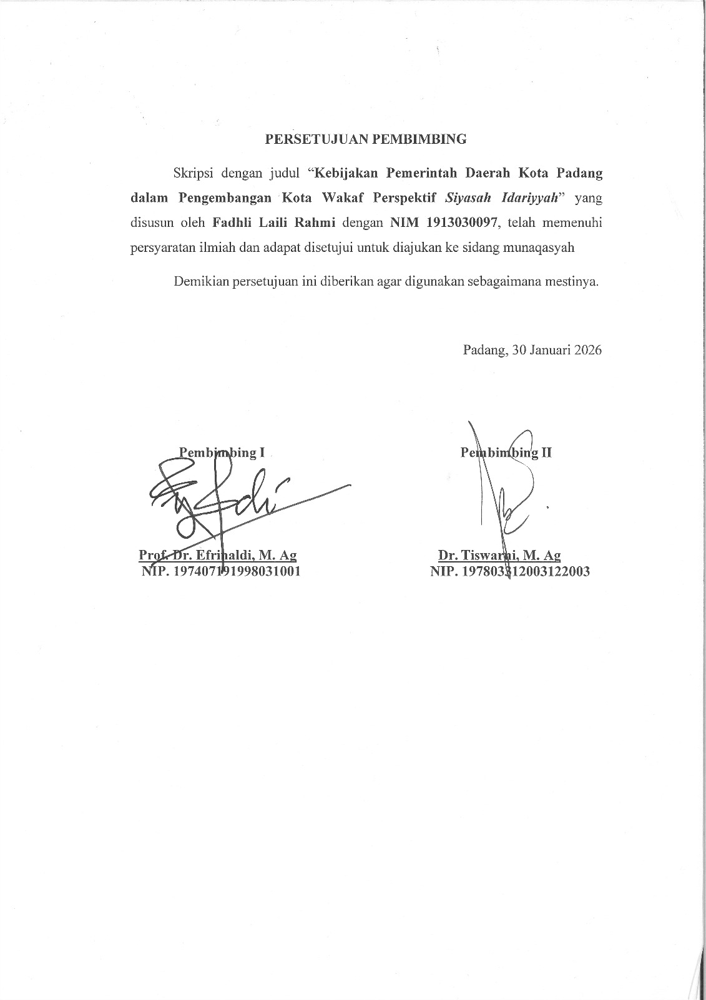 PERSETUJUAN PEMBIMBING
Skripsi dengan judul “Kebijakan Pemerintah Daerah Kota Padang
dalam Pengembangan Kota Wakaf Perspektif Siyasah Idariyyah” yang
disusun oleh Fadhli Laili Rahmi dengan NIM 1913030097, telah memenuhi
persyaratan ilmiah dan adapat disetujui untuk diajukan ke sidang munaqasyah
Demikian persetujuan ini diberikan agar digunakan sebagaimana mestinya.
Padang, 30 Januari 2026
Pembimbing I
Pembimbing II
Prof. Dr. Efrinaldi, M. Ag
Dr. Tiswarni, M. Ag
NIP. 197407191998031001
NIP. 197803312003122003